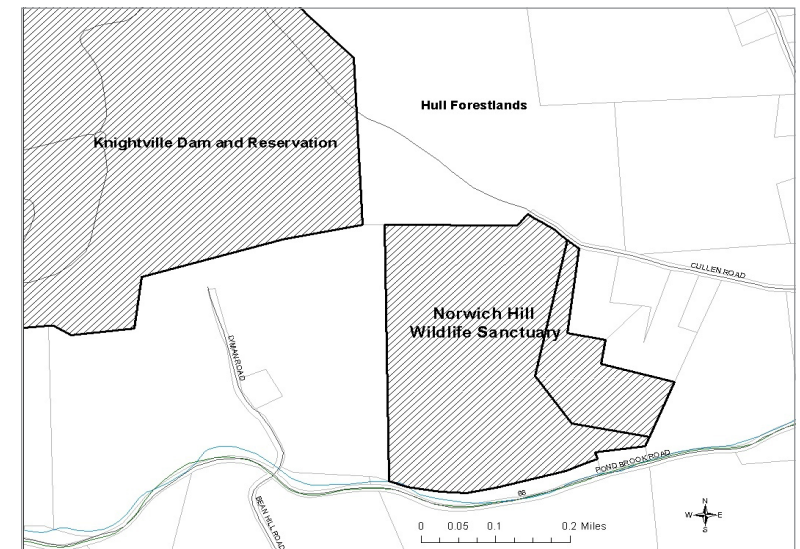 Hull Forestlands
Knightville Dam and Reservation
CULLEN ROAD
Norwich Hill
Wildlife Sanctuary
DYMAN ROAD
POND BROOK ROAD
66
BEAN HILL ROAD
N
W E
S
0 0.05 0.1 0.2 Miles